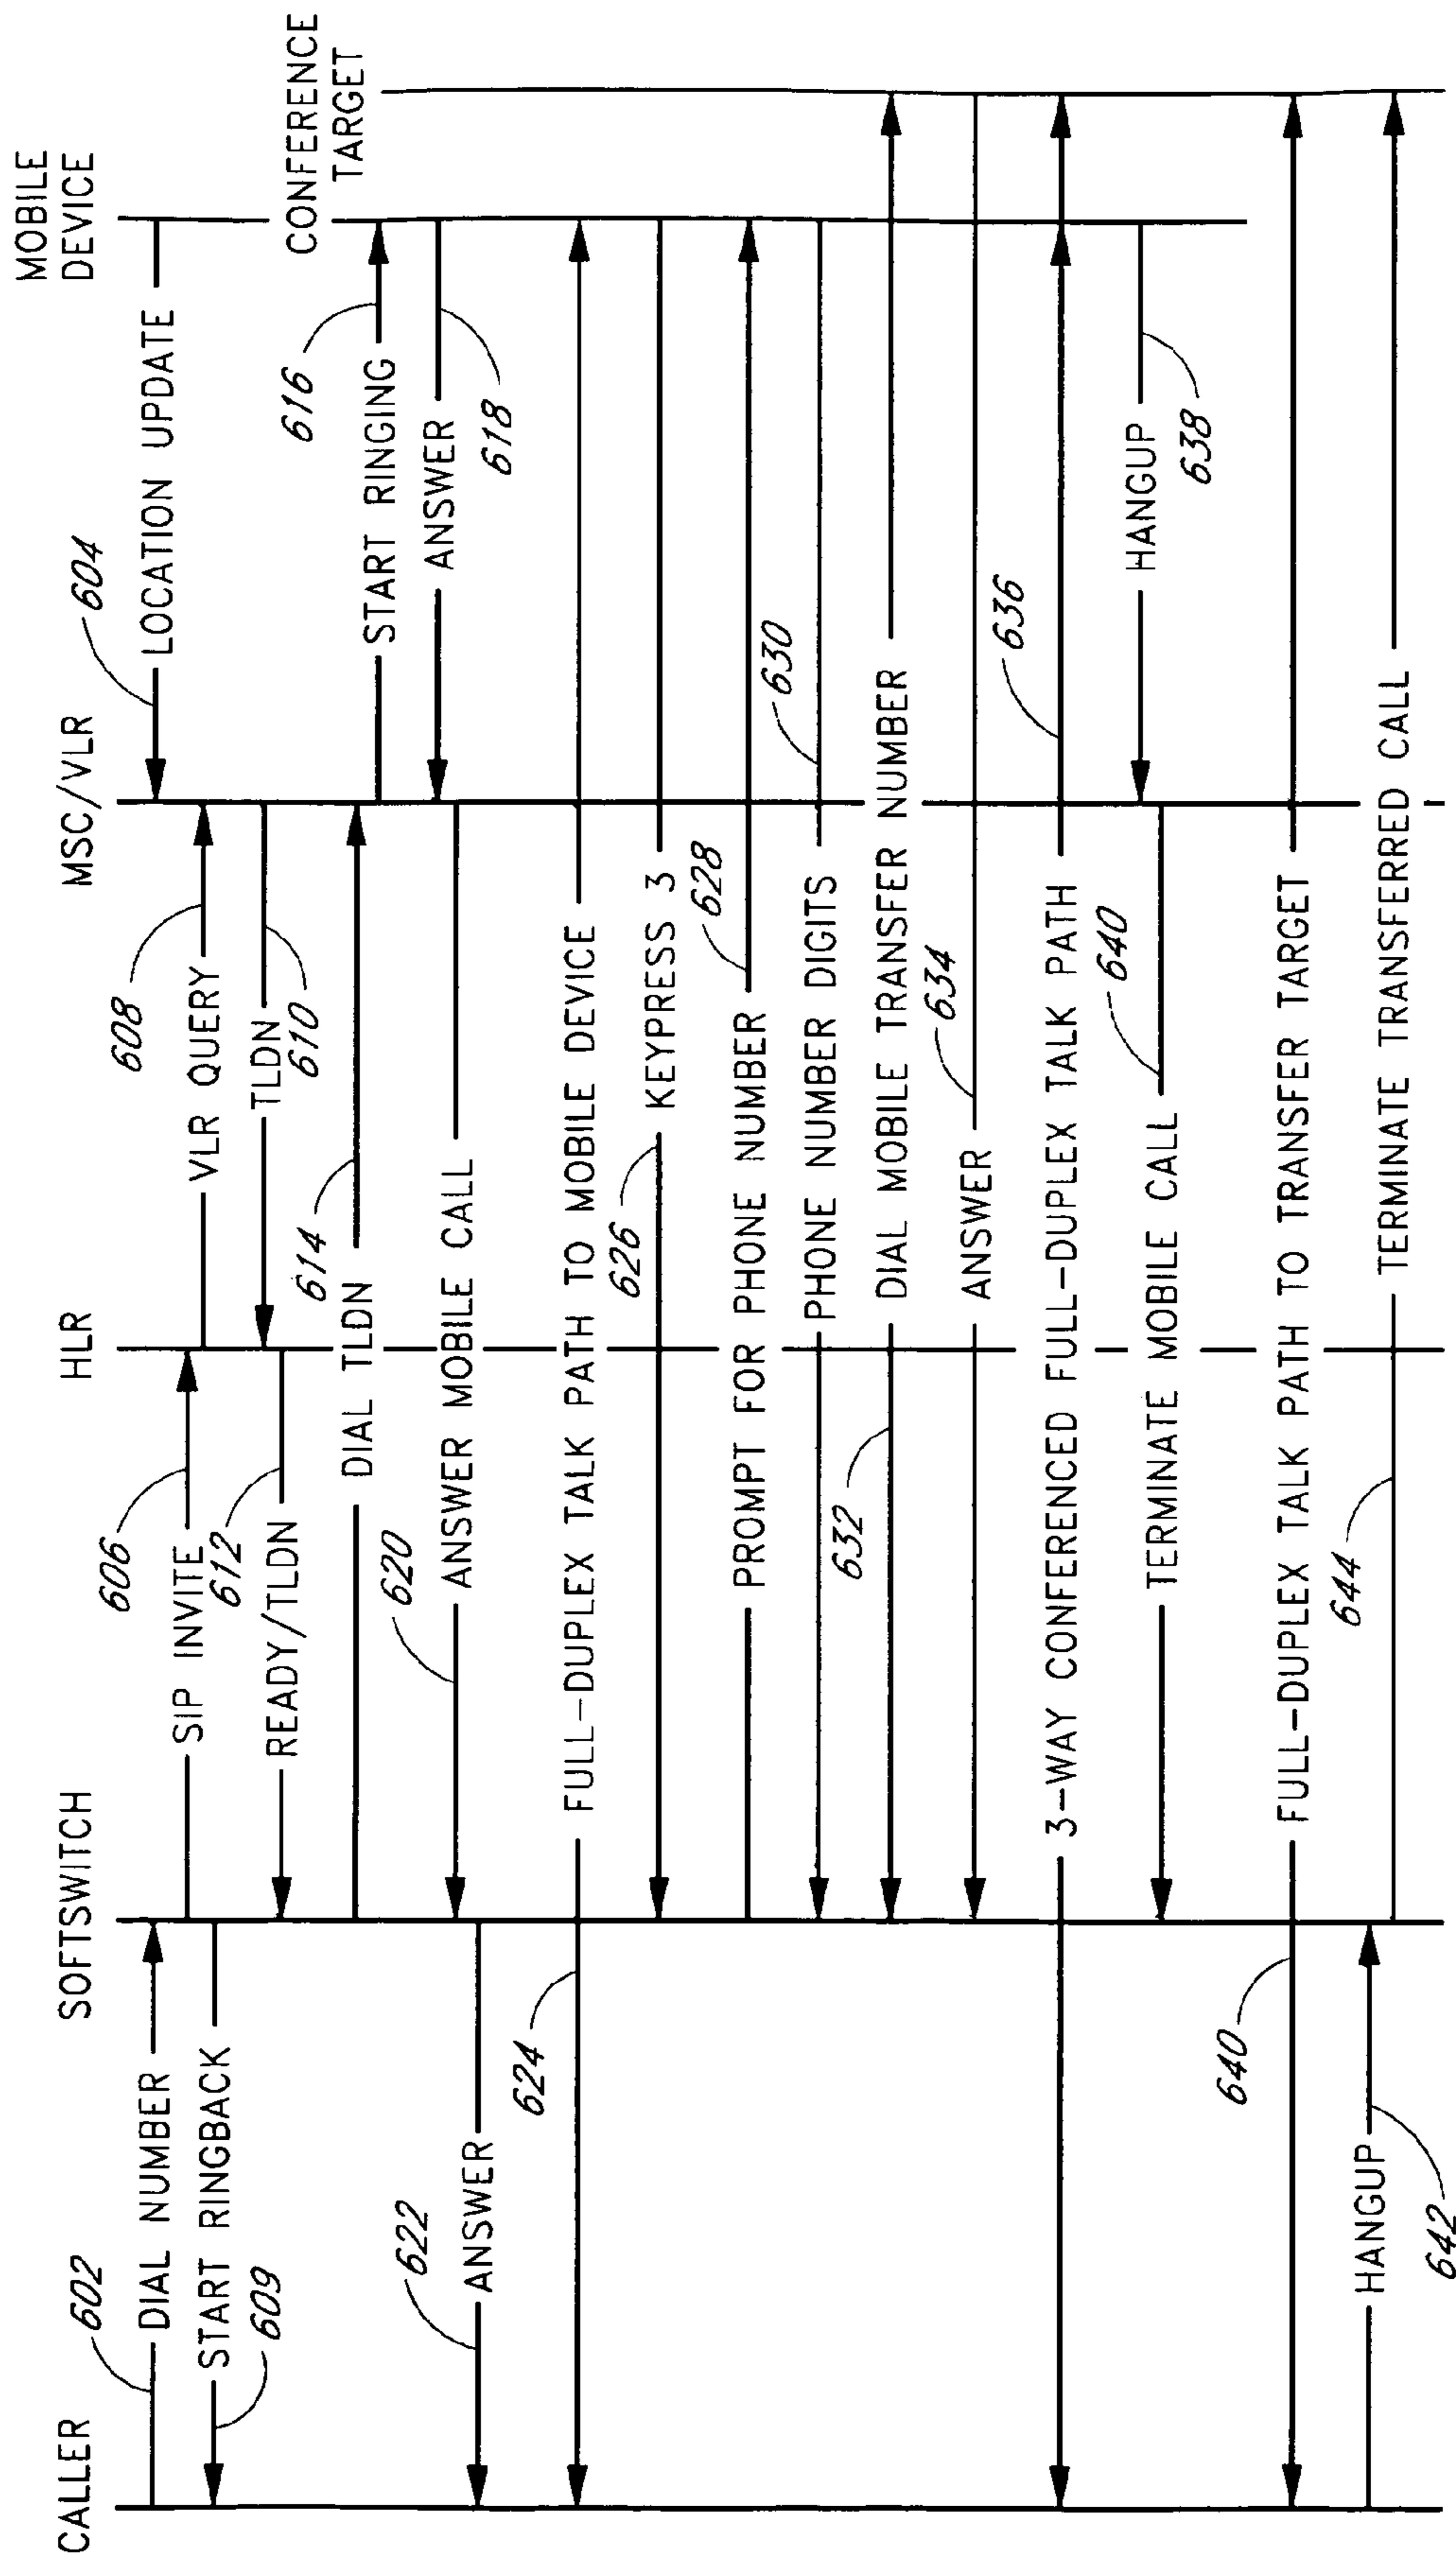 CALLER
SOFTSWITCH
HLR
MSC/VLR
MOBILE
DEVICE
CONFERENCE
TARGET
602
DIAL NUMBER
604
LOCATION UPDATE
606
SIP INVITE
608
VLR QUERY
START RINGBACK
609
TLDN
610
612
READY/TLDN
614
DIAL TLDN
616
START RINGING
ANSWER
618
620
ANSWER MOBILE CALL
622
ANSWER
624
FULL-DUPLEX TALK PATH TO MOBILE DEVICE
626
KEYPRESS 3
628
PROMPT FOR PHONE NUMBER
630
PHONE NUMBER DIGITS
632
DIAL MOBILE TRANSFER NUMBER
634
ANSWER
636
3-WAY CONFERENCED FULL-DUPLEX TALK PATH
HANGUP
638
640
TERMINATE MOBILE CALL
640
FULL-DUPLEX TALK PATH TO TRANSFER TARGET
HANGUP
642
644
TERMINATE TRANSFERRED CALL